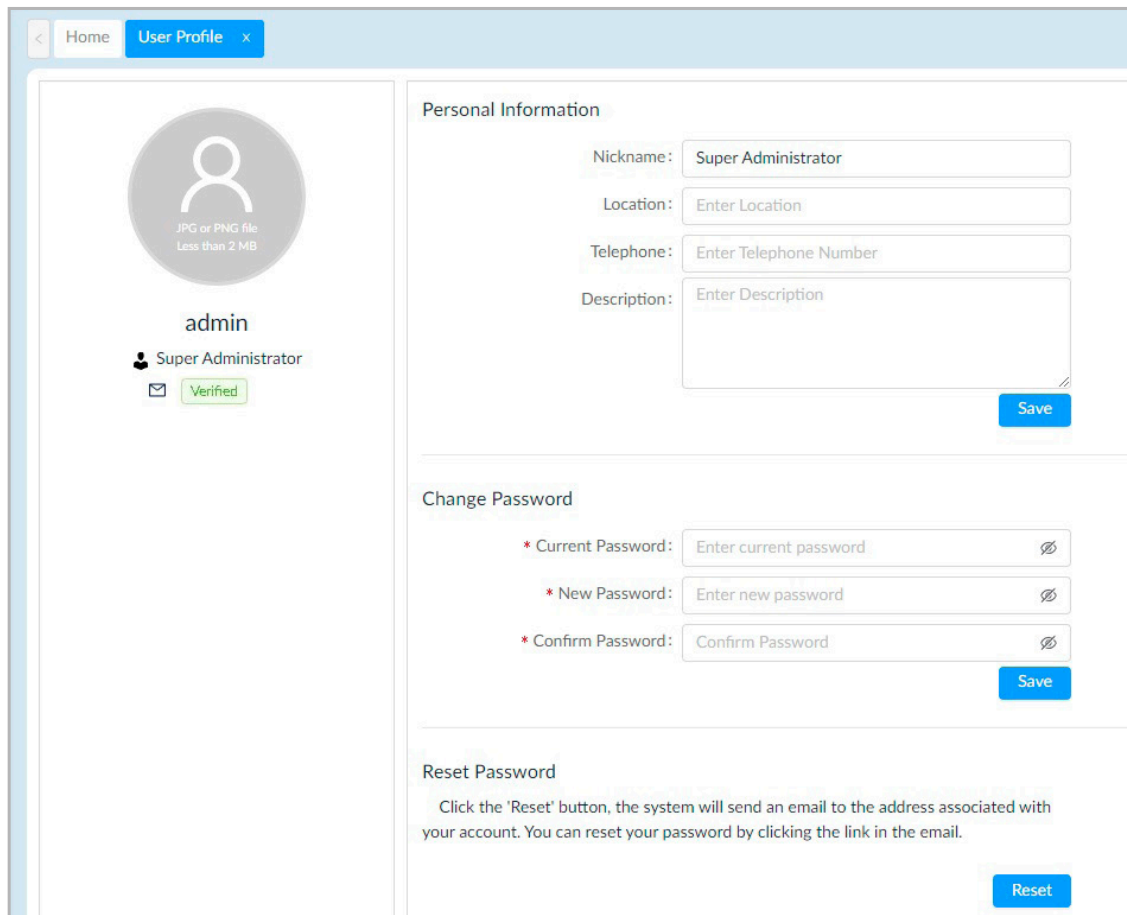 < Home User Profile x
JPG or PNG file
Less than 2 MB
admin
Super Administrator
Verified
Personal Information
Nickname: Super Administrator
Location: Enter Location
Telephone: Enter Telephone Number
Description: Enter Description
Save
Change Password
* Current Password: Enter current password
* New Password: Enter new password
* Confirm Password: Confirm Password
Save
Reset Password
Click the 'Reset' button, the system will send an email to the address associated with
your account. You can reset your password by clicking the link in the email.
Reset